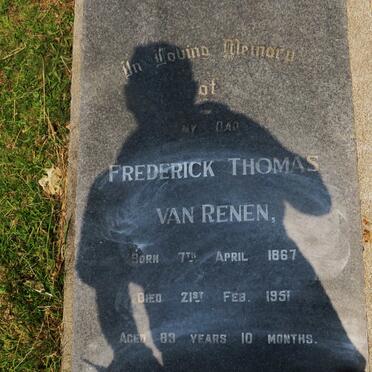 In Loving Memory
of
MY DAD
FREDERICK THOMAS
VAN RENEN,
BORN 7TH APRIL 1867
DIED 21ST FEB. 1951
AGED 83 YEARS 10 MONTHS.